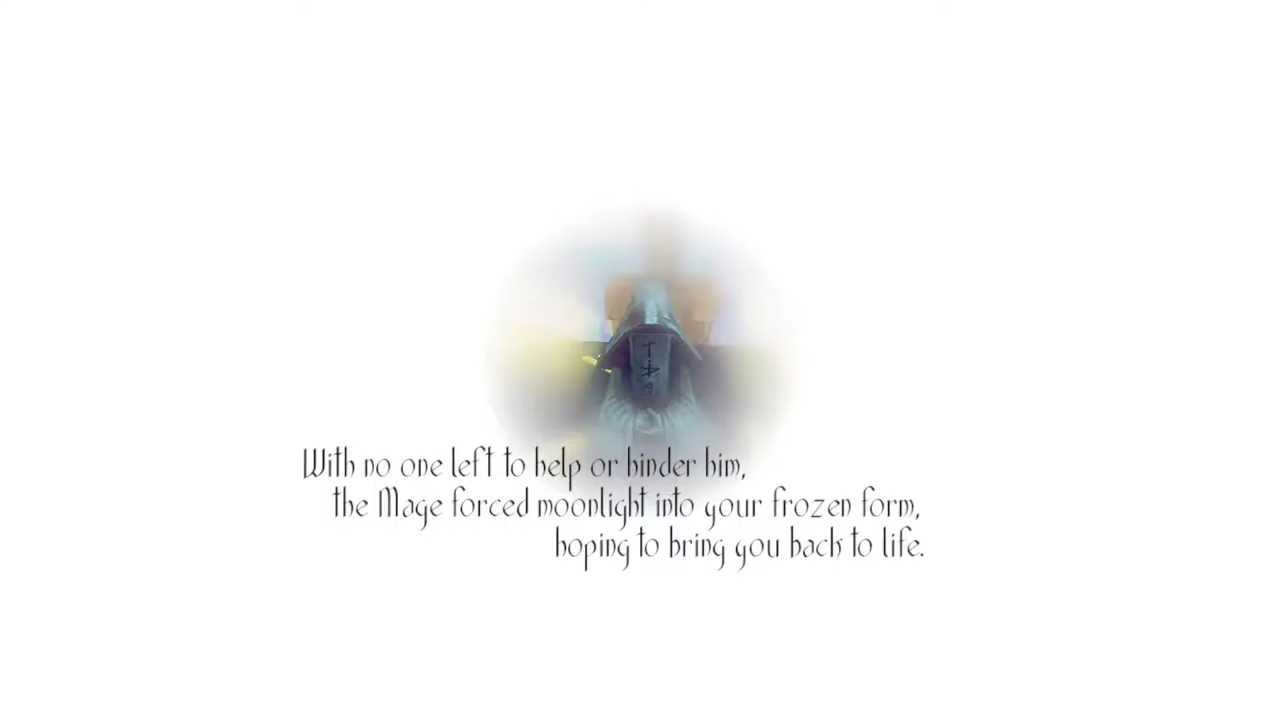 With no one left to help or hinder him,
the Mage forced moonlight into your frozen form,
hoping to bring you back to life.